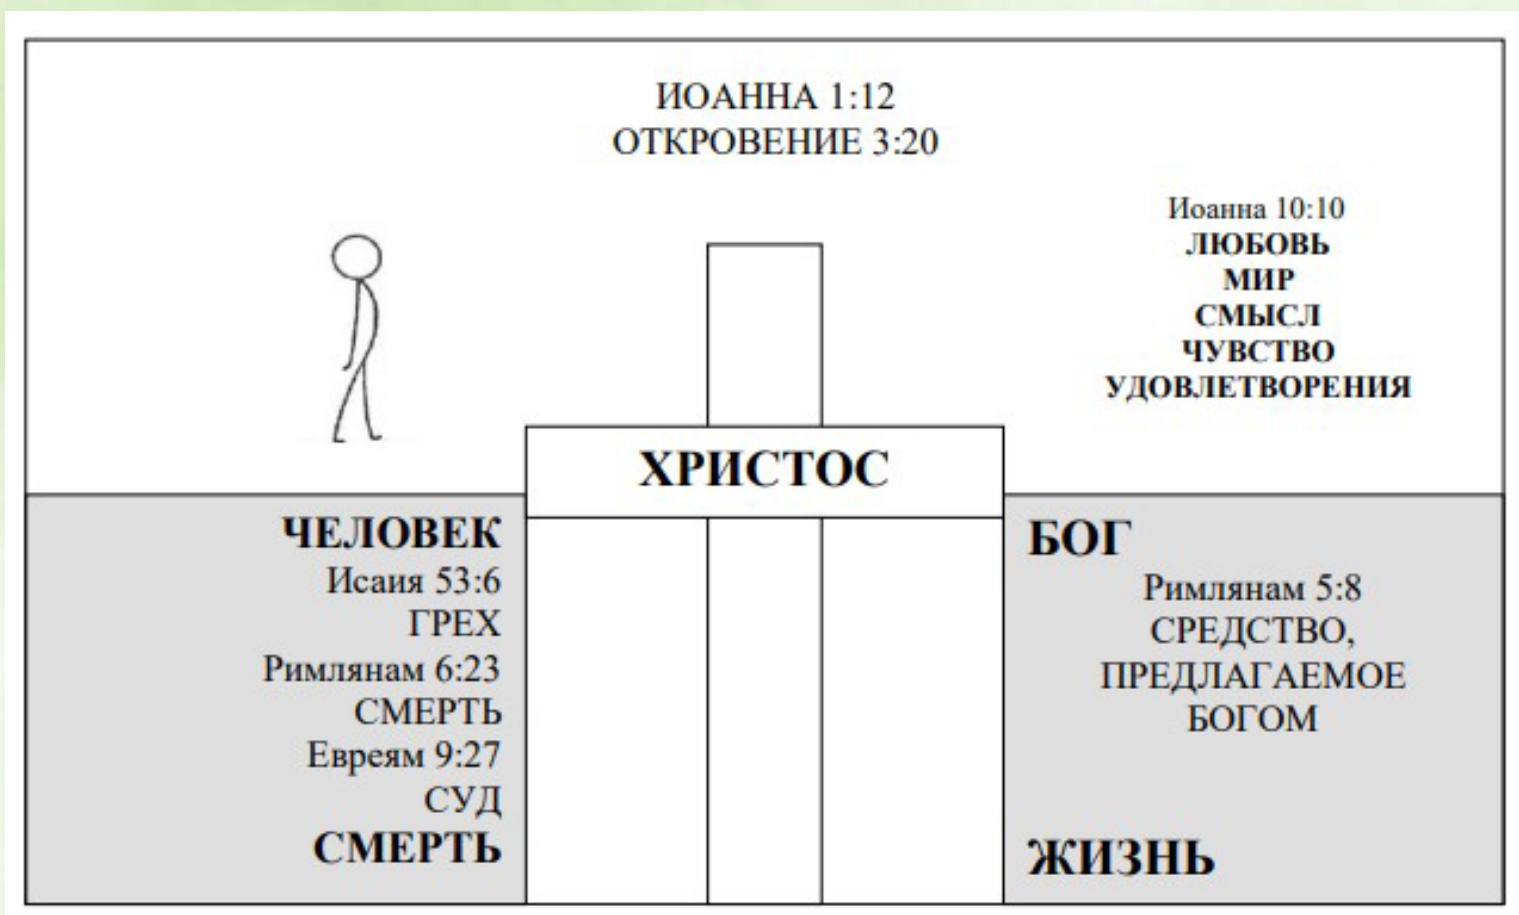 ИОАННА 1:12
ОТКРОВЕНИЕ 3:20
Иоанна 10:10
ЛЮБОВЬ
МИР
СМЫСЛ
ЧУВСТВО
УДОВЛЕТВОРЕНИЯ
ХРИСТОС
ЧЕЛОВЕК
Исаия 53:6
ГРЕХ
Римлянам 6:23
СМЕРТЬ
Евреям 9:27
СУД
СМЕРТЬ
БОГ
Римлянам 5:8
СРЕДСТВО,
ПРЕДЛАГАЕМОЕ
БОГОМ
ЖИЗНЬ